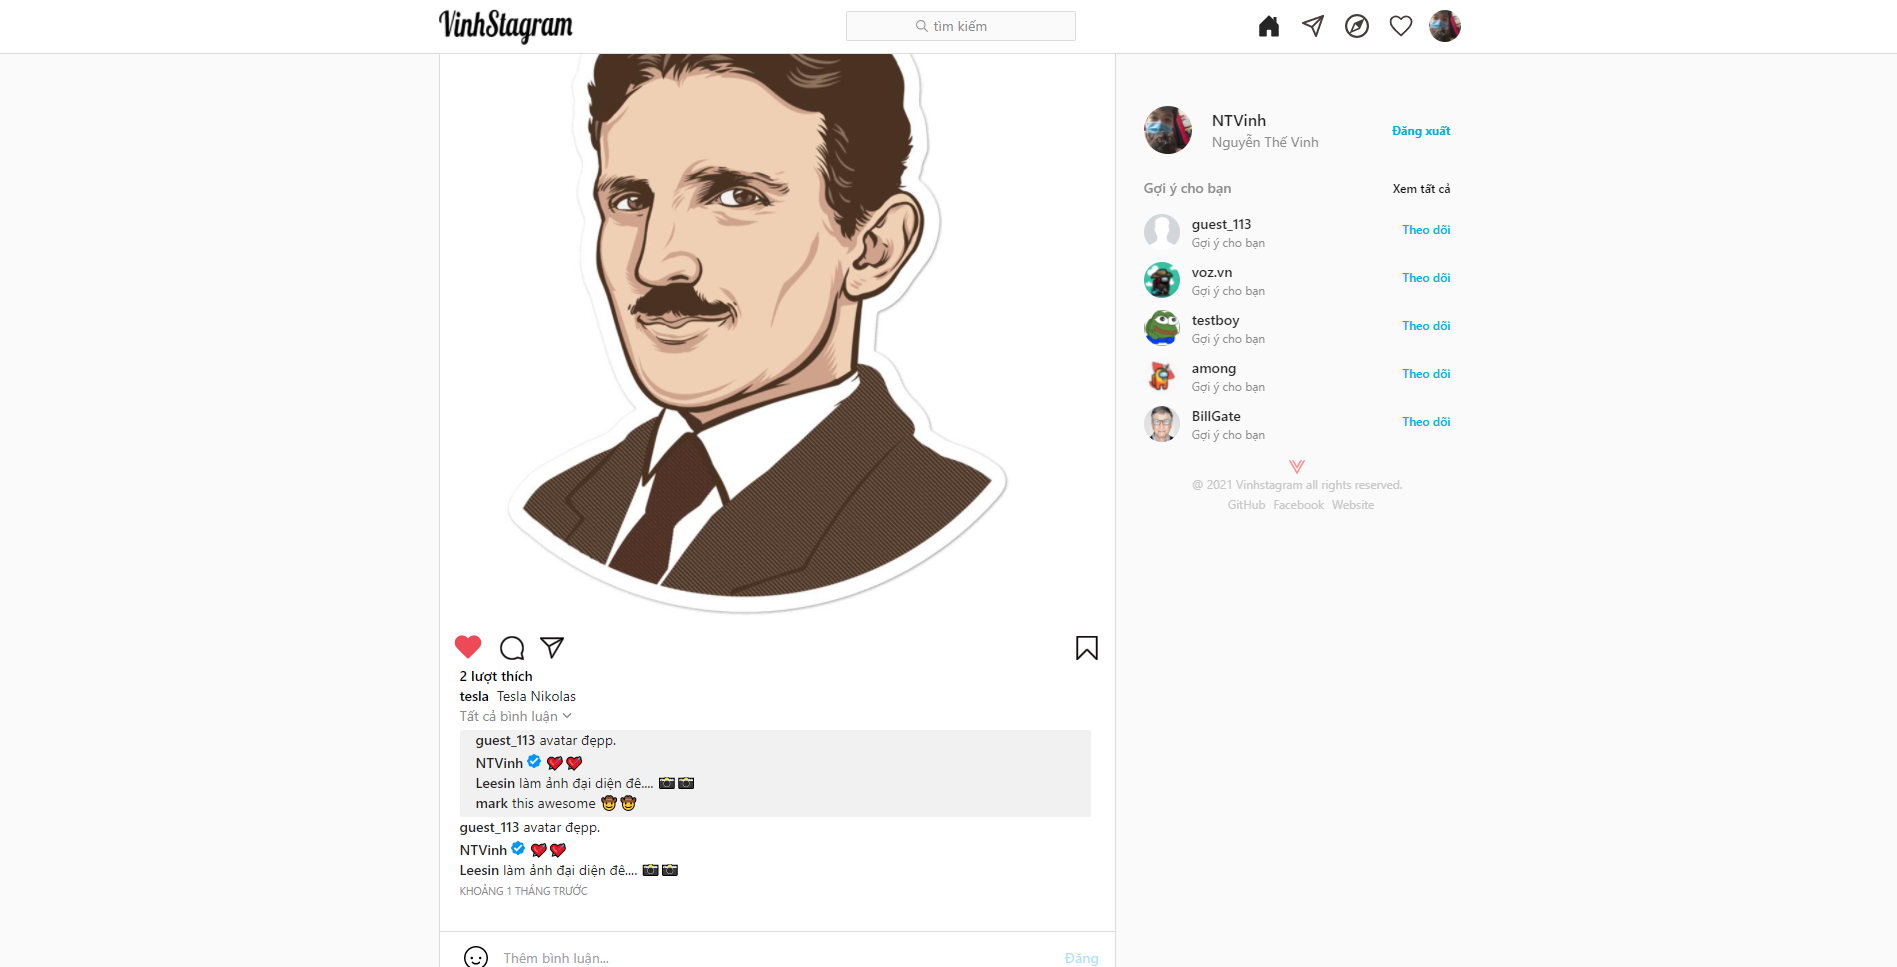 VinhStagram
tìm kiếm
NTVinh
Nguyễn Thế Vinh
Đăng xuất
Gợi ý cho bạn
Xem tất cả
guest_113
Gợi ý cho bạn
Theo dõi
voz.vn
Gợi ý cho bạn
Theo dõi
testboy
Gợi ý cho bạn
Theo dõi
among
Gợi ý cho bạn
Theo dõi
BillGate
Gợi ý cho bạn
Theo dõi
@ 2021 Vinhstagram all rights reserved.
GitHub Facebook Website
2 lượt thích
tesla Tesla Nikolas
Tất cả bình luận
guest_113 avatar đẹpp.
NTVinh 💘💘
Leesin làm ảnh đại diện đê.... 📸📸
mark this awesome 🤠🤠
guest_113 avatar đẹpp.
NTVinh 💘💘
Leesin làm ảnh đại diện đê.... 📸📸
KHOẢNG 1 THÁNG TRƯỚC
Thêm bình luận...
Đăng